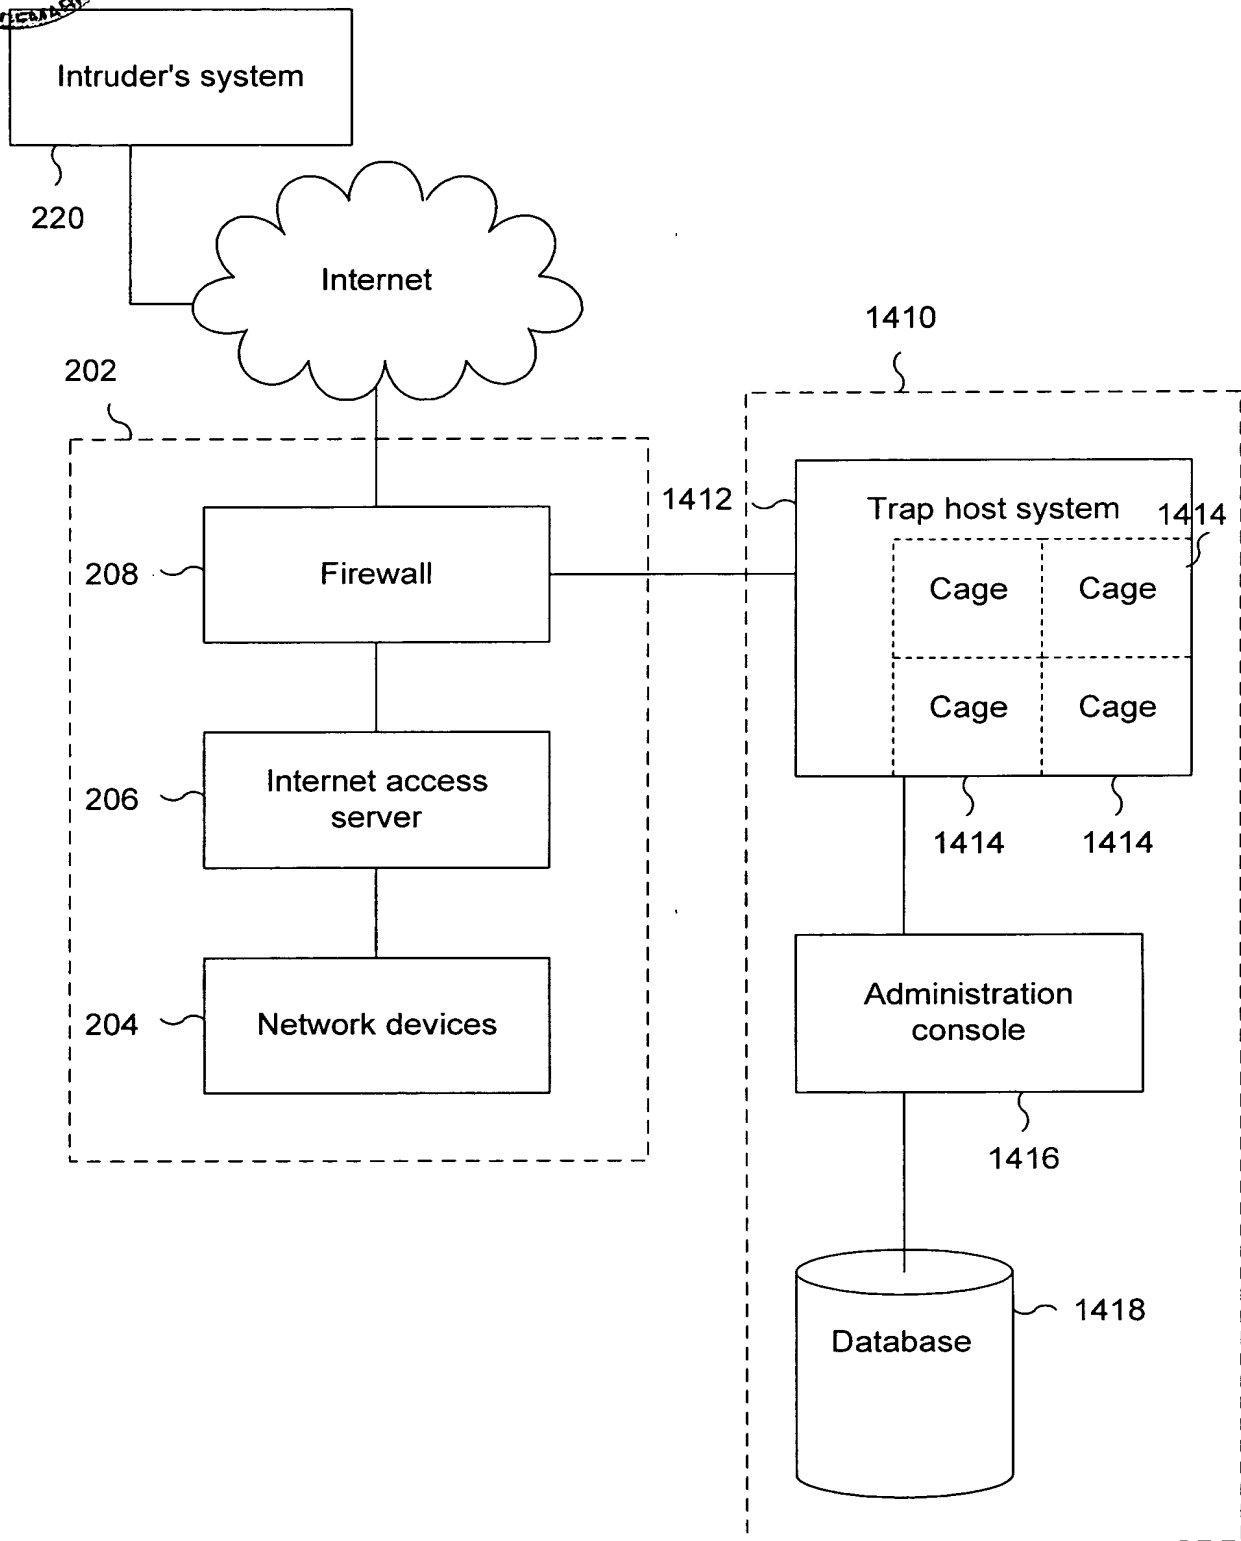 Intruder's system
220
Internet
1410
202
1412
Trap host system
1414
208
Firewall
Cage
Cage
Cage
Cage
206
Internet access
server
1414
1414
204
Network devices
Administration
console
1416
1418
Database